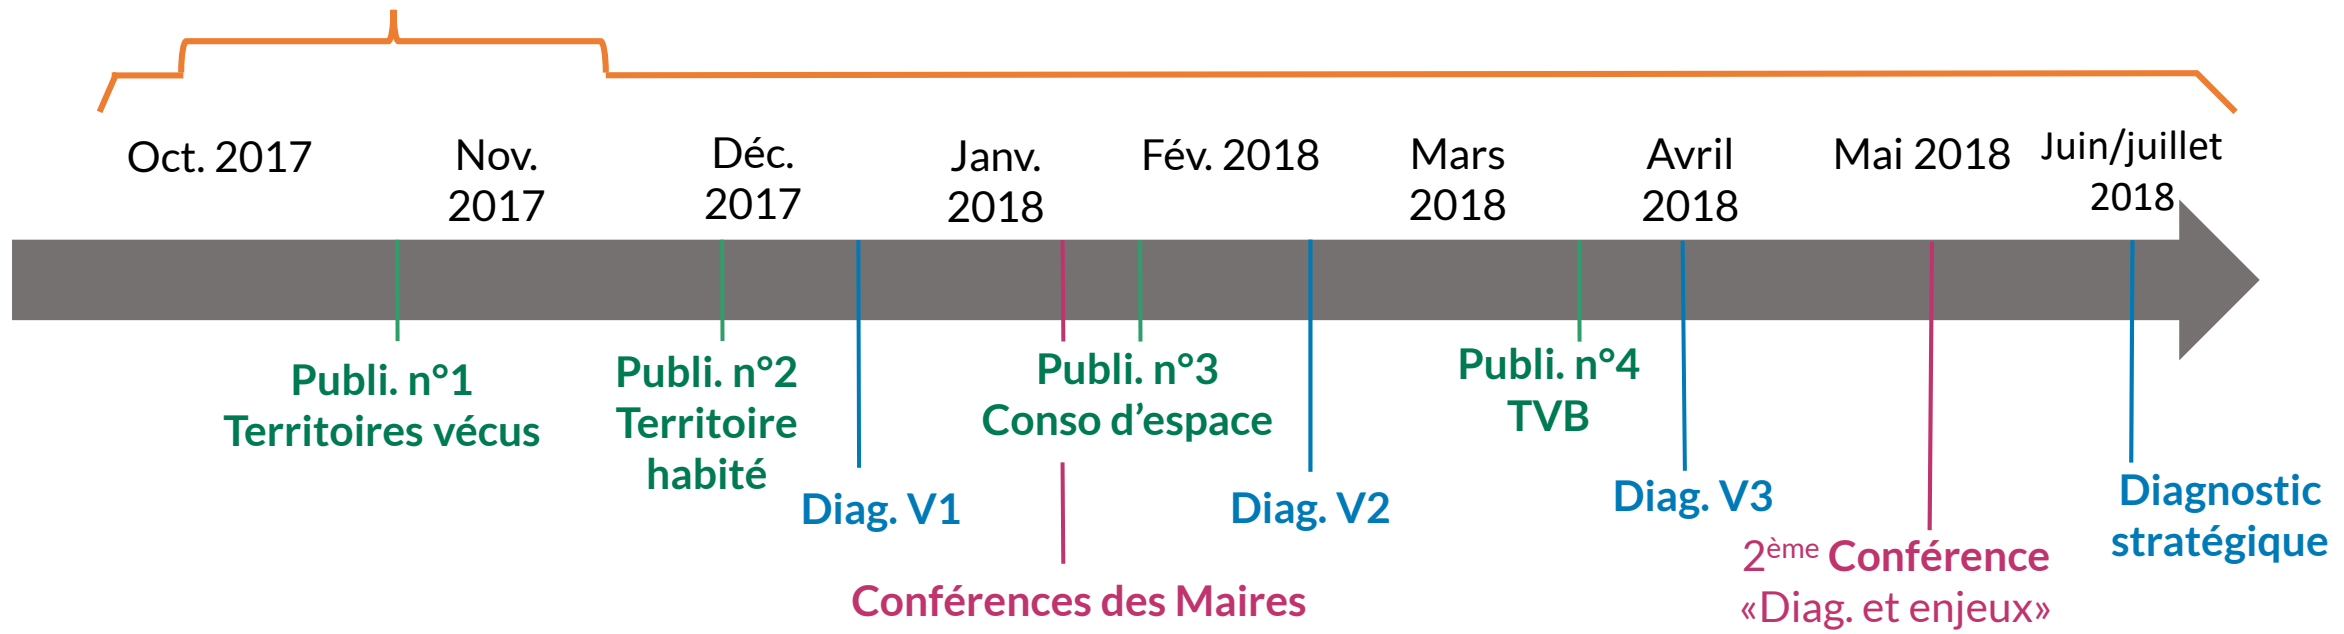 Oct. 2017
Nov.
2017
Déc.
2017
Janv.
2018
Fév. 2018
Mars
2018
Avril
2018
Mai 2018
Juin/juillet
2018
Publi. n°1
Territoires vécus
Publi. n°2
Territoire
habité
Diag. V1
Publi. n°3
Conso d’espace
Conférences des Maires
Diag. V2
Publi. n°4
TVB
Diag. V3
2ème Conférence
«Diag. et enjeux»
Diagnostic
stratégique